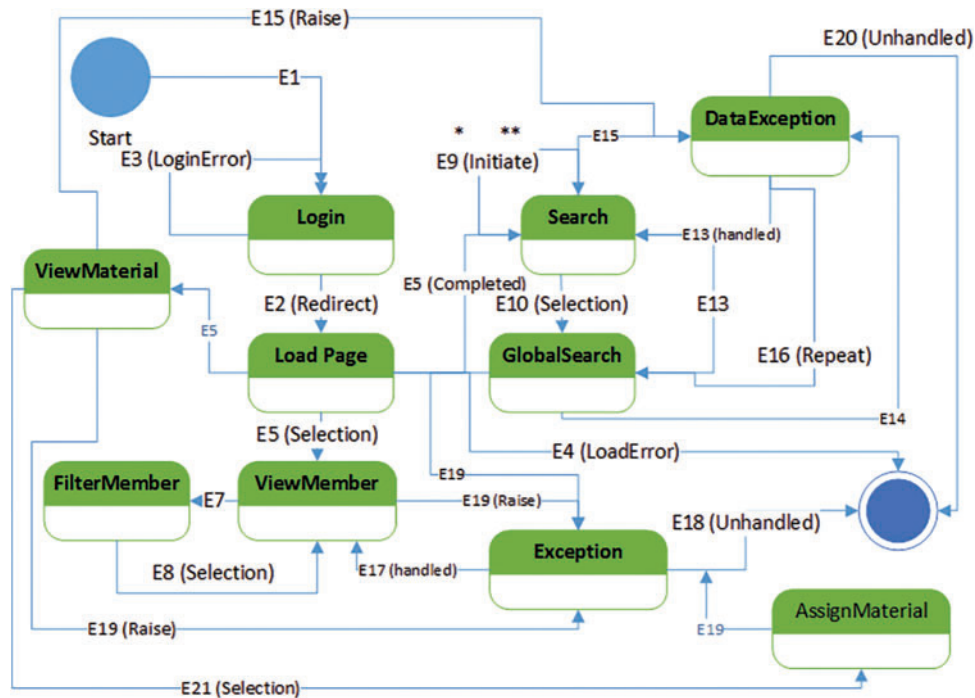 E15 (Raise)
E20 (Unhandled)
E1
Start
DataException
* **
E15
E3 (LoginError)
E9 (Initiate)
Login
Search
E13 (handled)
ViewMaterial
E5 (Completed)
E2 (Redirect)
E10 (Selection)
E13
E5
Load Page
GlobalSearch
E16 (Repeat)
E14
E5 (Selection)
E4 (LoadError)
E19
FilterMember
ViewMember
E7
E19 (Raise)
E18 (Unhandled)
Exception
E8 (Selection)
E17 (handled)
AssignMaterial
E19 (Raise)
E19
E21 (Selection)